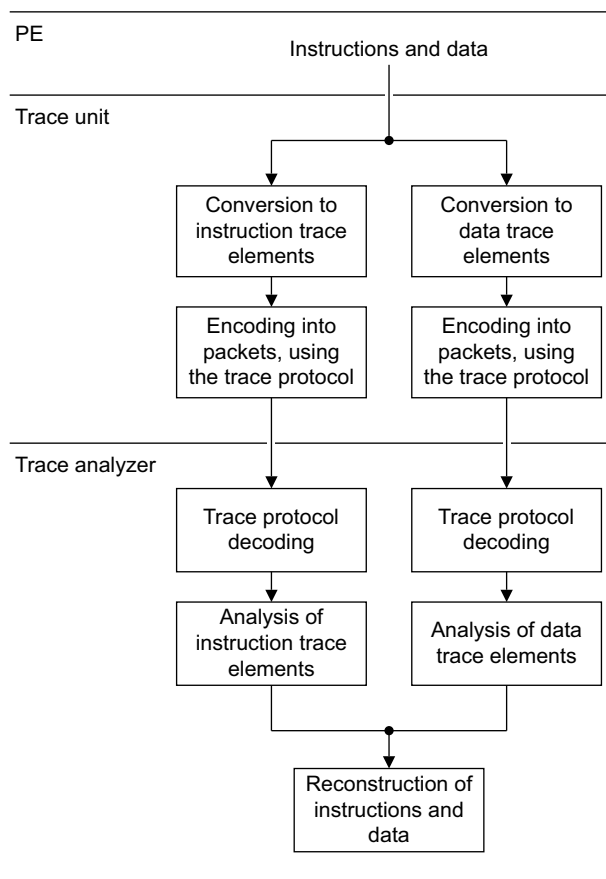 PE
Instructions and data
Trace unit
Conversion to
instruction trace
elements
Conversion to
data trace
elements
Encoding into
packets, using
the trace protocol
Encoding into
packets, using
the trace protocol
Trace analyzer
Trace protocol
decoding
Trace protocol
decoding
Analysis of
instruction trace
elements
Analysis of data
trace elements
Reconstruction of
instructions and
data